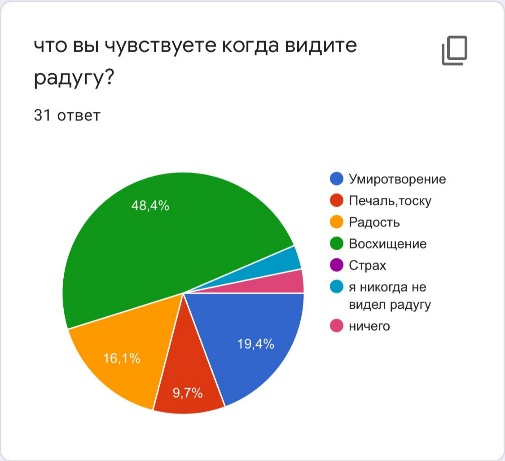 что вы чувствуете когда видите
радугу?
31 ответ
48,4%
16,1%
9,7%
19,4%
Умиротворение
Печаль,тоску
Радость
Восхищение
Страх
я никогда не
видел радугу
ничего